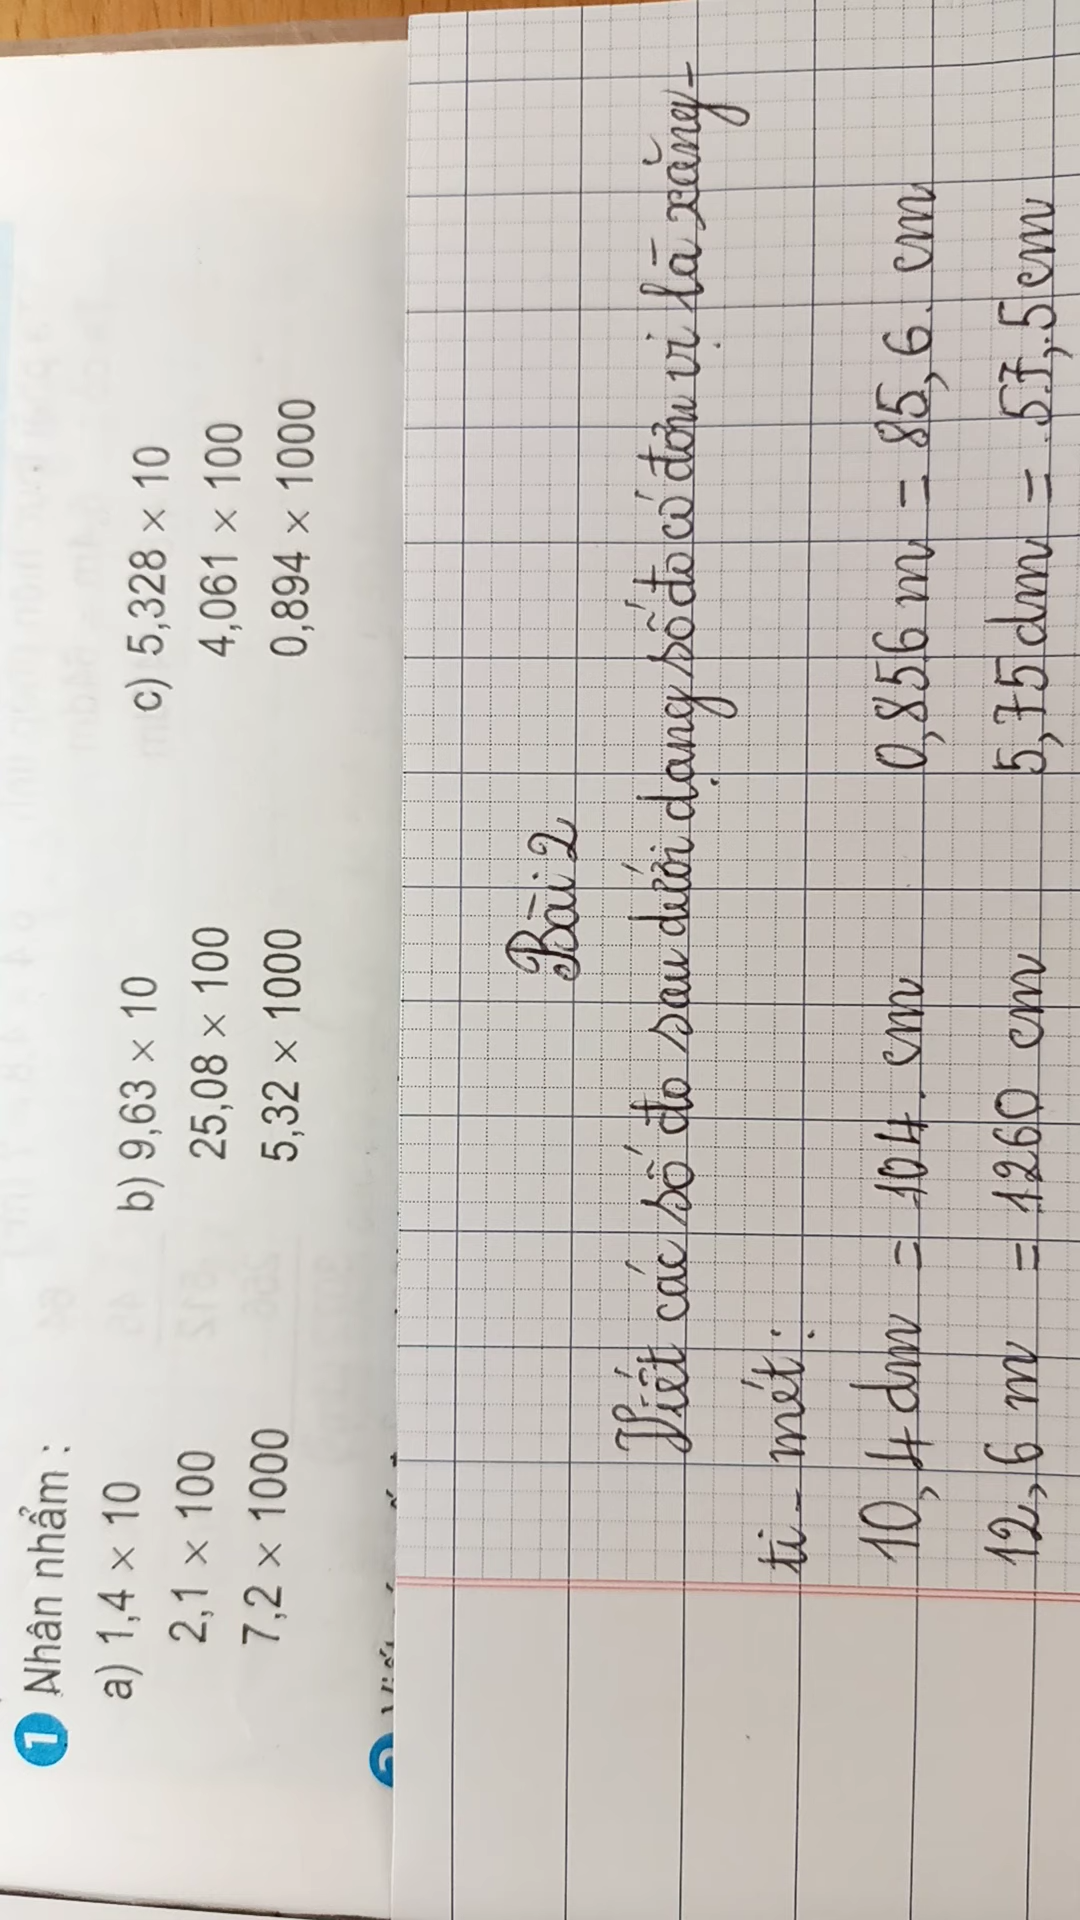 1 Nhân nhẩm :
a) 1,4 × 10 b) 9,63 × 10 c) 5,328 × 10
2,1 × 100 25,08 × 100 4,061 × 100
7,2 × 1000 5,32 × 1000 0,894 × 1000
Bài 2
Viết các số đo sau dưới dạng số đo có đơn vị là xăng-
ti-mét:
10,4 dm = 104. cm 0,856 m = 85,6. cm
12,6 m = 1260 cm 5,75 dm = 57,5 cm